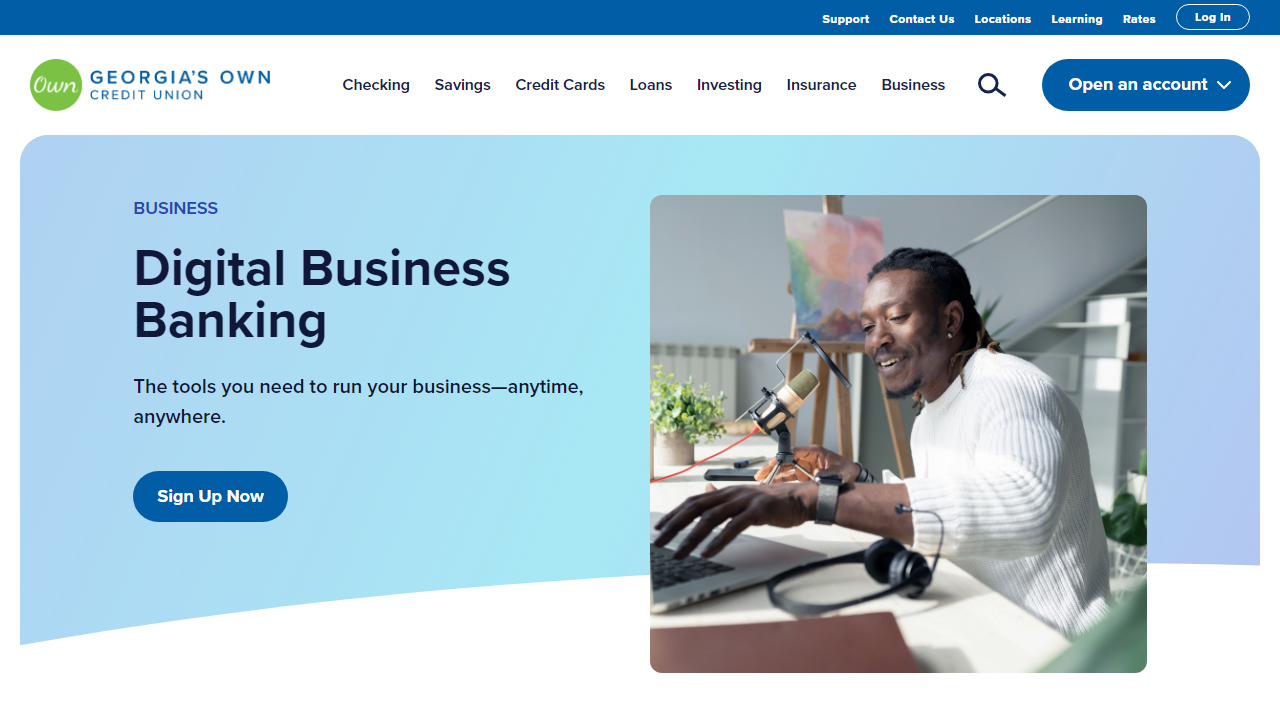 Support Contact Us Locations Learning Rates Log In
Own GEORGIA'S OWN
CREDIT UNION
Checking Savings Credit Cards Loans Investing Insurance Business Open an account
BUSINESS
Digital Business
Banking
The tools you need to run your business—anytime,
anywhere.
Sign Up Now